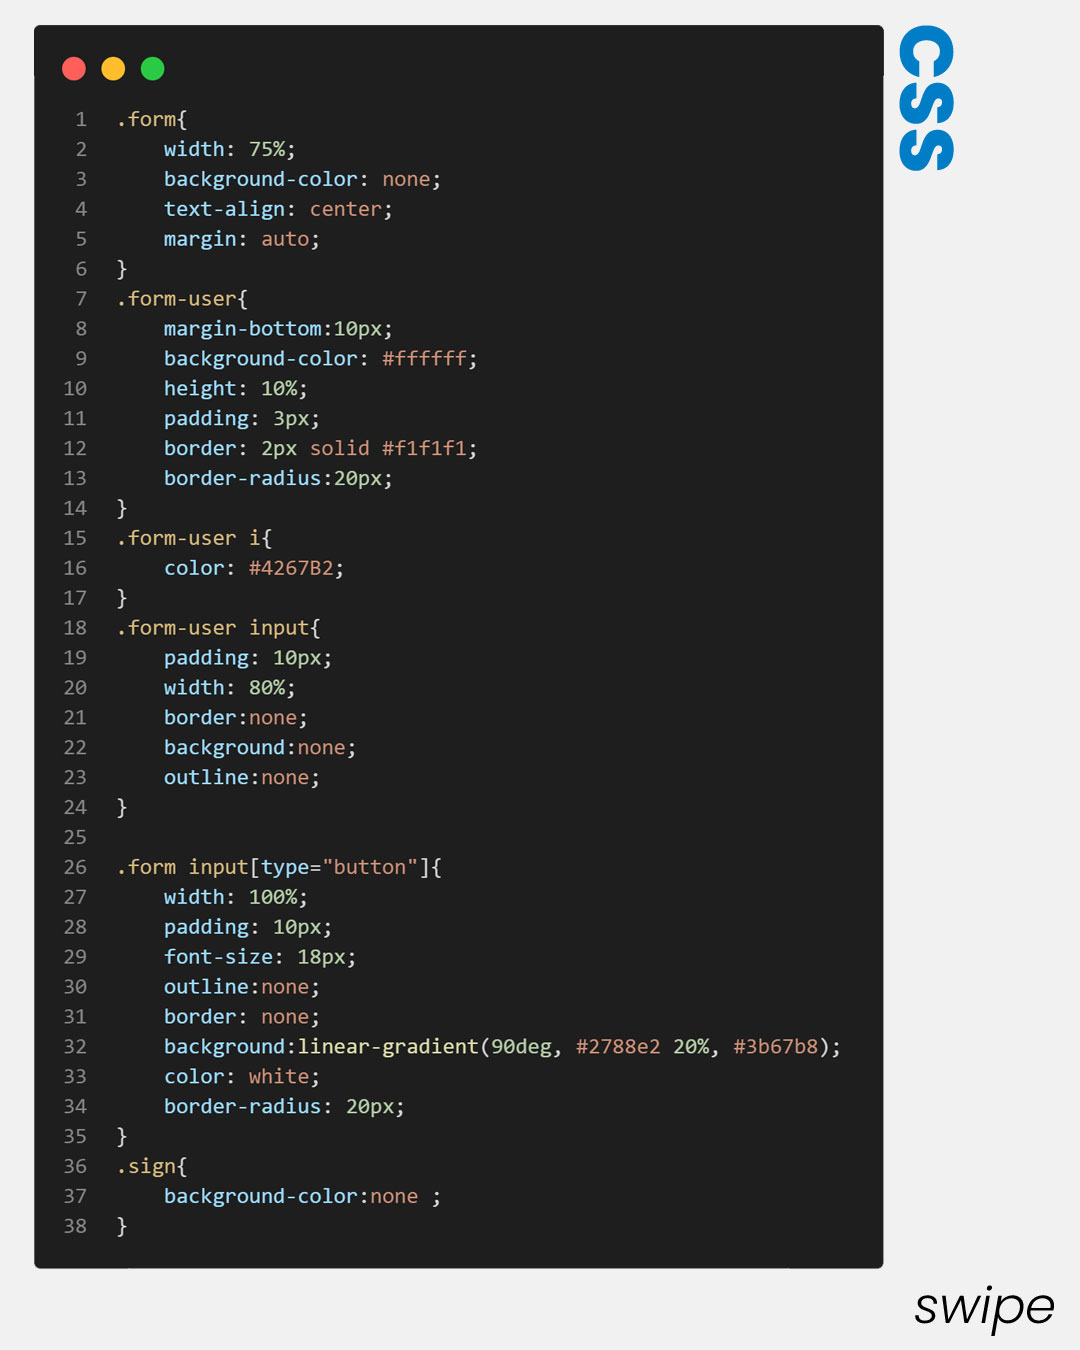 CSS
1 .form{
2     width: 75%;
3     background-color: none;
4     text-align: center;
5     margin: auto;
6 }
7 .form-user{
8     margin-bottom:10px;
9     background-color: #ffffff;
10     height: 10%;
11     padding: 3px;
12     border: 2px solid #f1f1f1;
13     border-radius:20px;
14 }
15 .form-user i{
16     color: #4267B2;
17 }
18 .form-user input{
19     padding: 10px;
20     width: 80%;
21     border:none;
22     background:none;
23     outline:none;
24 }
25
26 .form input[type="button"]{
27     width: 100%;
28     padding: 10px;
29     font-size: 18px;
30     outline:none;
31     border: none;
32     background:linear-gradient(90deg, #2788e2 20%, #3b67b8);
33     color: white;
34     border-radius: 20px;
35 }
36 .sign{
37     background-color:none ;
38 }
swipe